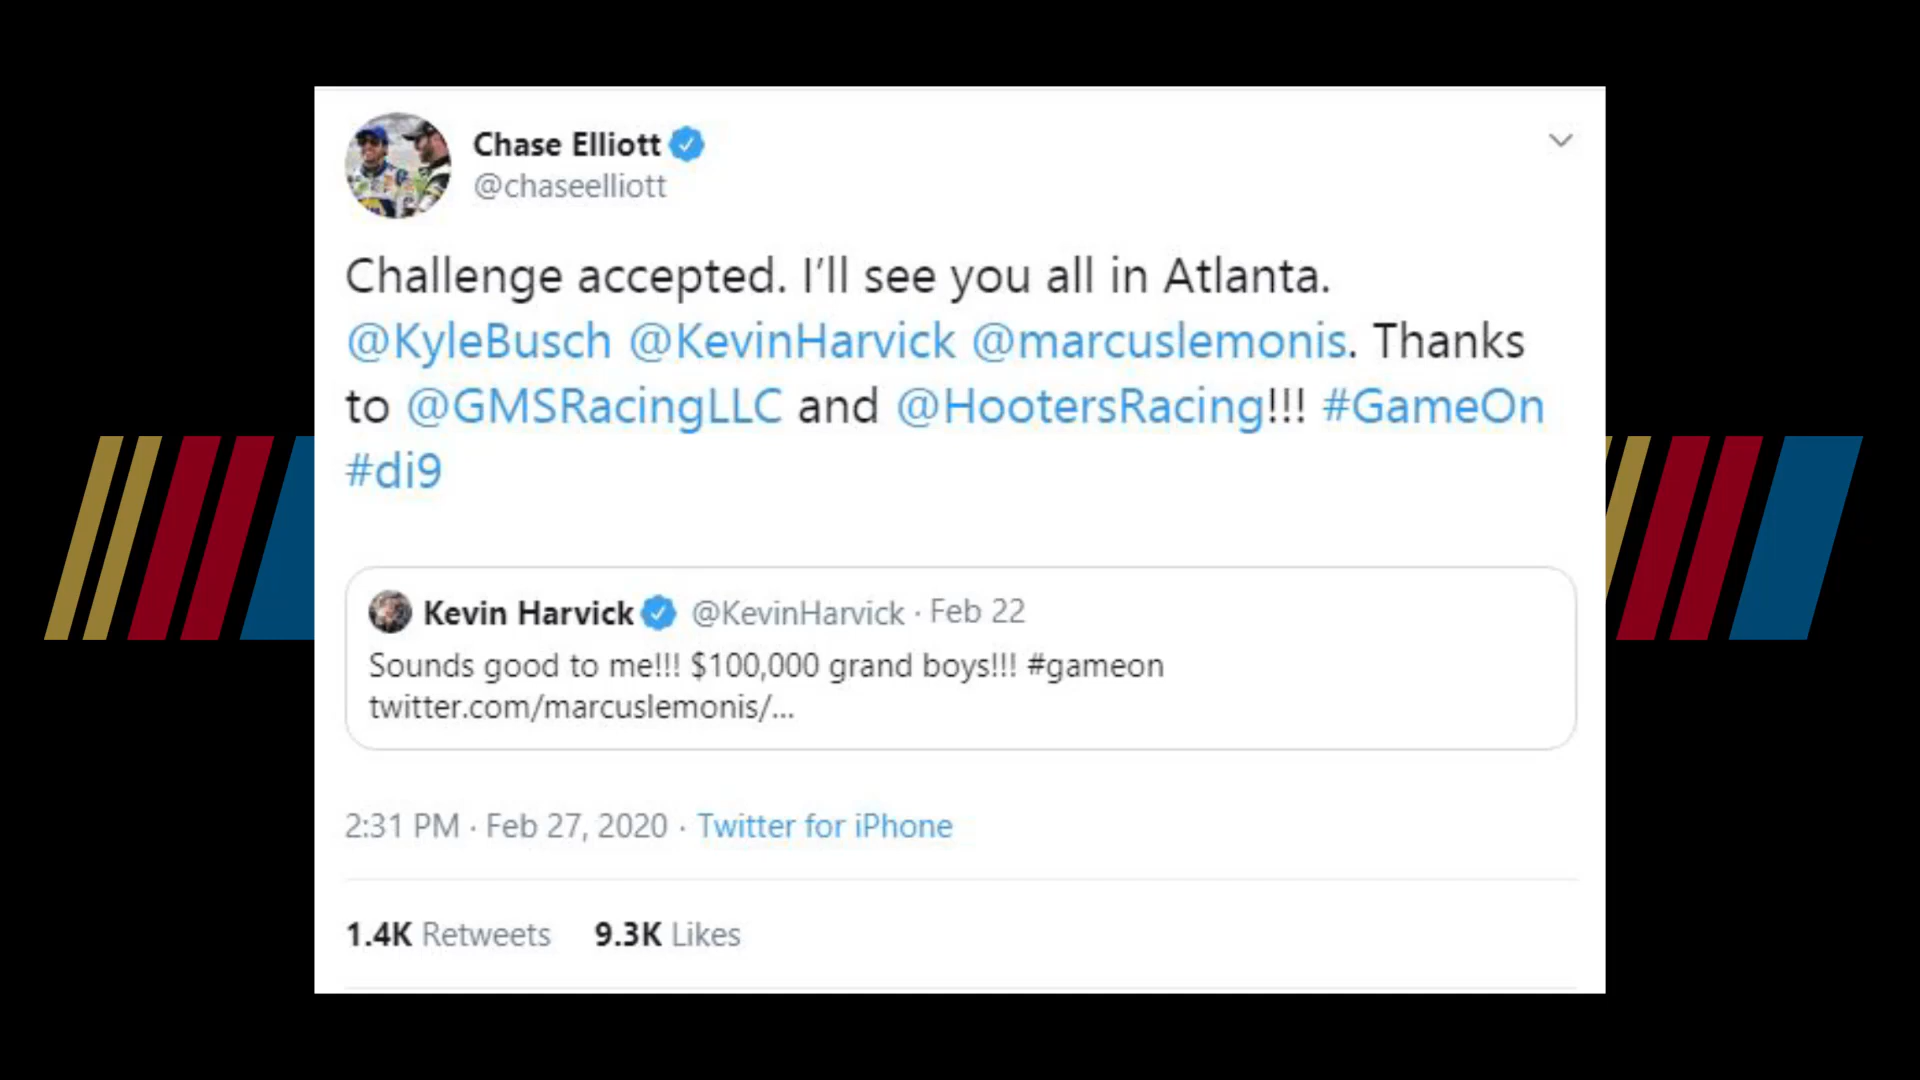 Chase Elliott
@chaseelliott
Challenge accepted. I'll see you all in Atlanta.
@KyleBusch @KevinHarvick @marcuslemonis. Thanks
to @GMSRacingLLC and @HootersRacing!!! #GameOn
#di9
Kevin Harvick @KevinHarvick · Feb 22
Sounds good to me!!! $100,000 grand boys!!! #gameon
twitter.com/marcuslemonis/...
2:31 PM · Feb 27, 2020 · Twitter for iPhone
1.4K Retweets 9.3K Likes